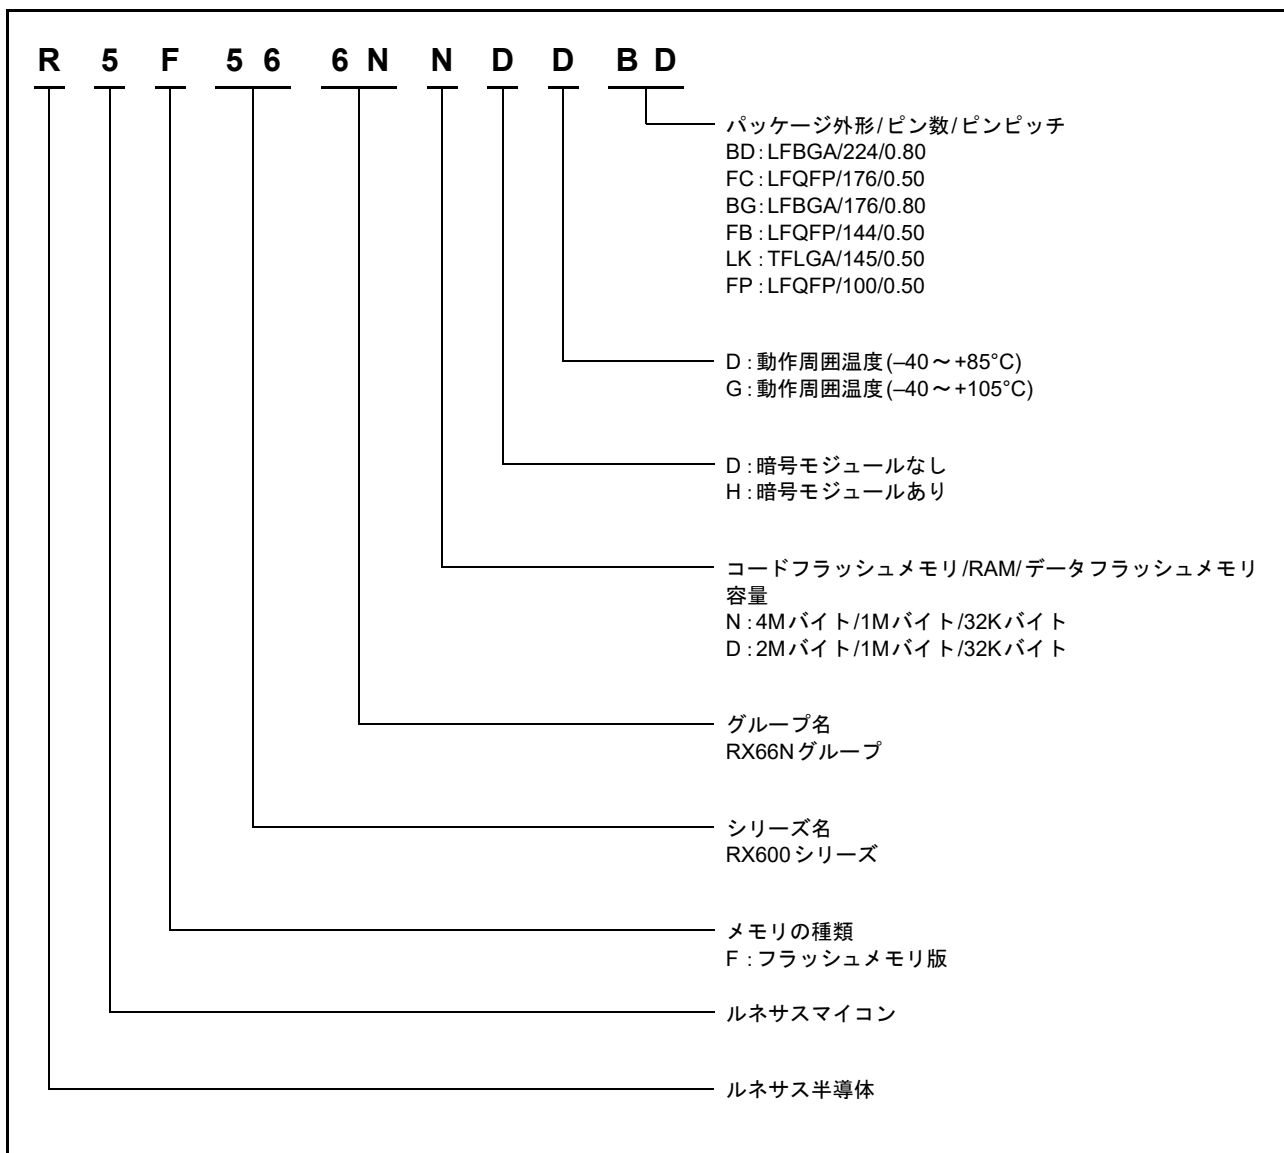 R 5 F 5 6 6 N N D D B D
パッケージ外形/ピン数/ピンピッチ
BD:LFBGA/224/0.80
FC:LFQFP/176/0.50
BG:LFBGA/176/0.80
FB:LFQFP/144/0.50
LK:TFLGA/145/0.50
FP:LFQFP/100/0.50
D:動作周囲温度(–40～+85°C)
G:動作周囲温度(–40～+105°C)
D:暗号モジュールなし
H:暗号モジュールあり
コードフラッシュメモリ/RAM/データフラッシュメモリ
容量
N:4Mバイト/1Mバイト/32Kバイト
D:2Mバイト/1Mバイト/32Kバイト
グループ名
RX66Nグループ
シリーズ名
RX600シリーズ
メモリの種類
F:フラッシュメモリ版
ルネサスマイコン
ルネサス半導体